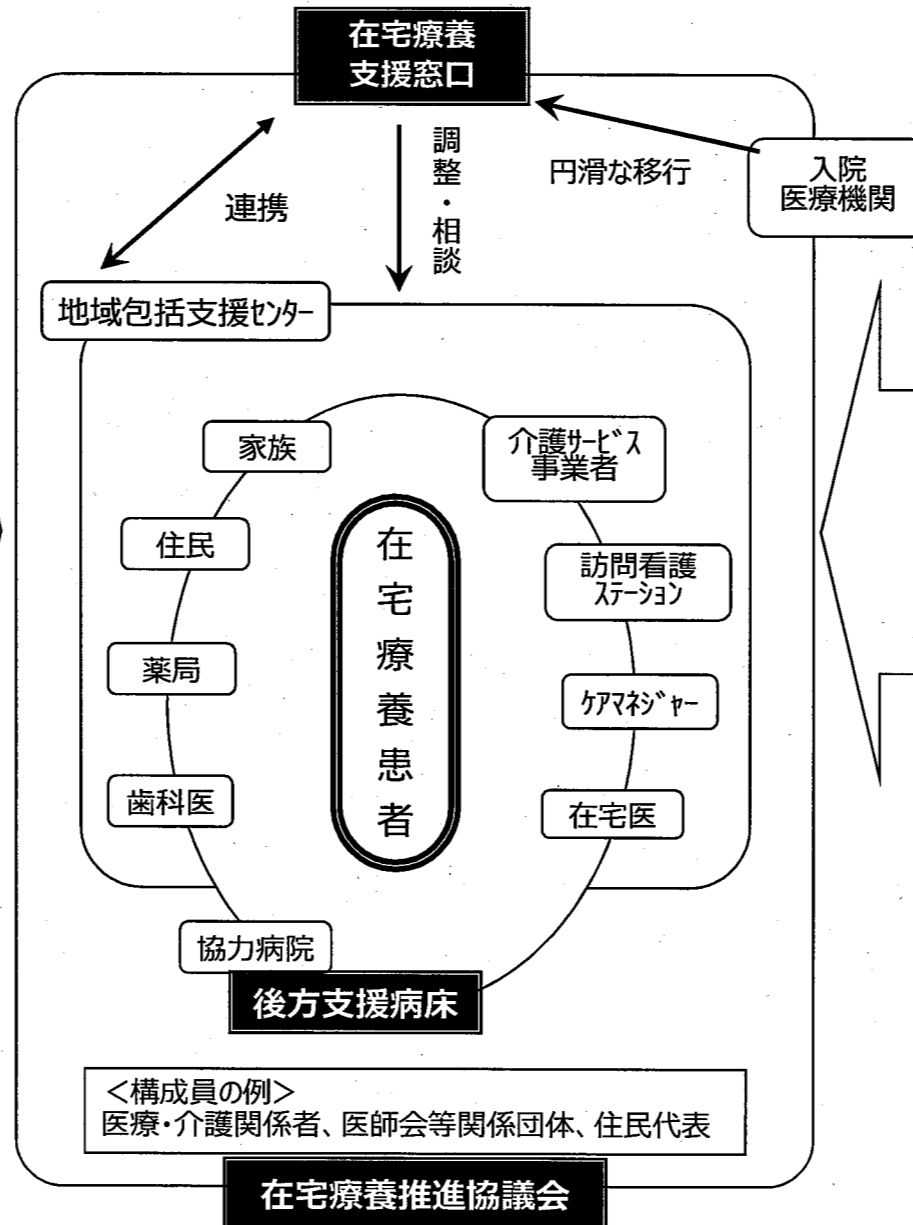 在宅療養
支援窓口
調整・相談
円滑な移行
入院
医療機関
連携
地域包括支援ｾﾝﾀｰ
家族
介護ｻｰﾋﾞｽ
事業者
住民
訪問看護
ｽﾃｰｼｮﾝ
在宅療養患者
薬局
ｹｱﾏﾈｼﾞｬｰ
歯科医
在宅医
協力病院
後方支援病床
＜構成員の例＞
医療・介護関係者、医師会等関係団体、住民代表
在宅療養推進協議会